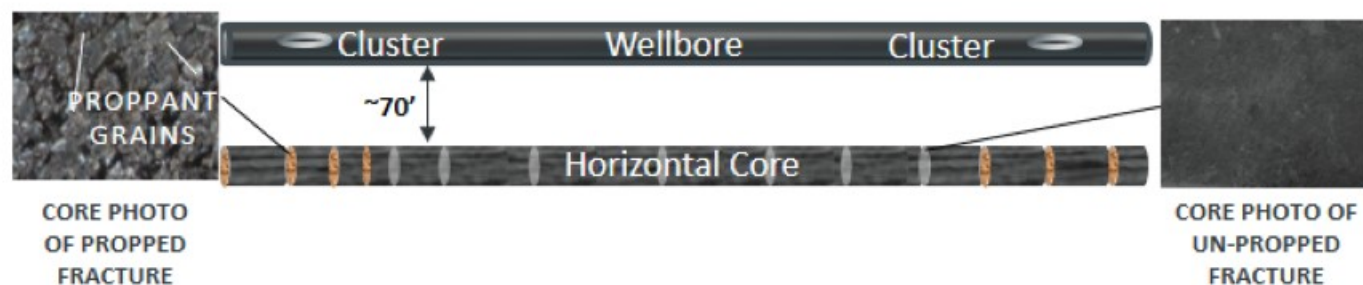 Cluster
Wellbore
Cluster
PROPPANT
GRAINS
~70'
Horizontal Core
CORE PHOTO
OF PROPPED
FRACTURE
CORE PHOTO OF
UN-PROPPED
FRACTURE